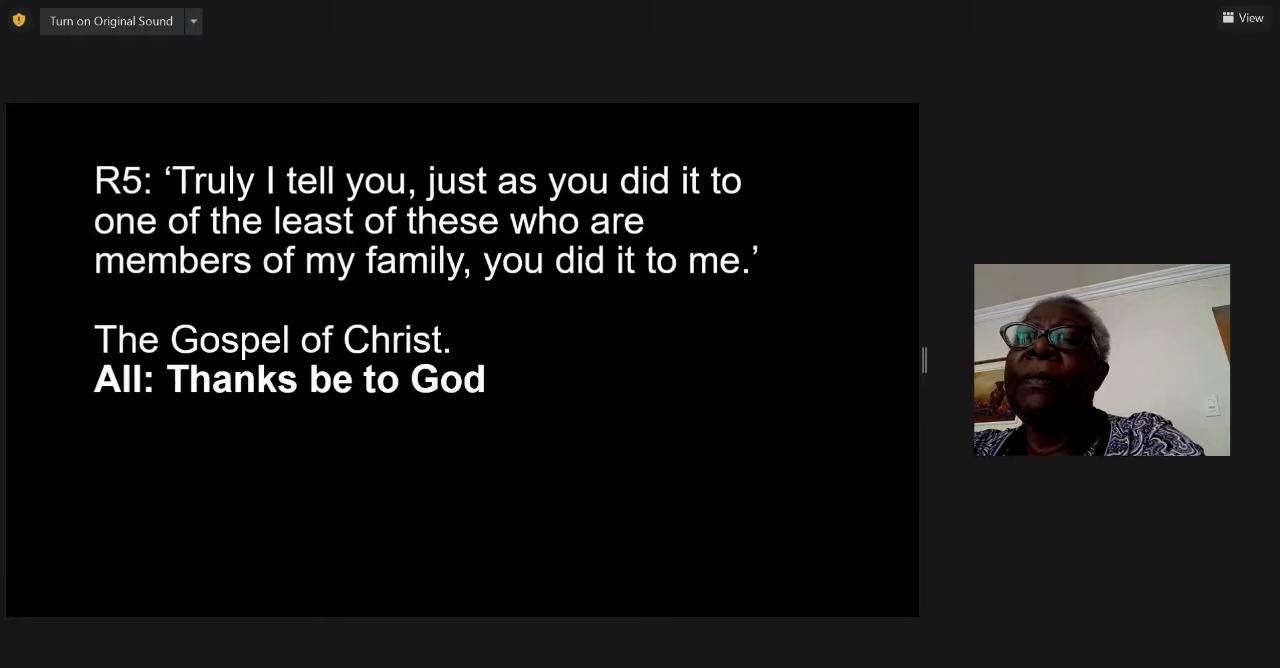 Turn on Original Sound
View
R5: ‘Truly I tell you, just as you did it to
one of the least of these who are
members of my family, you did it to me.’
The Gospel of Christ.
All: Thanks be to God